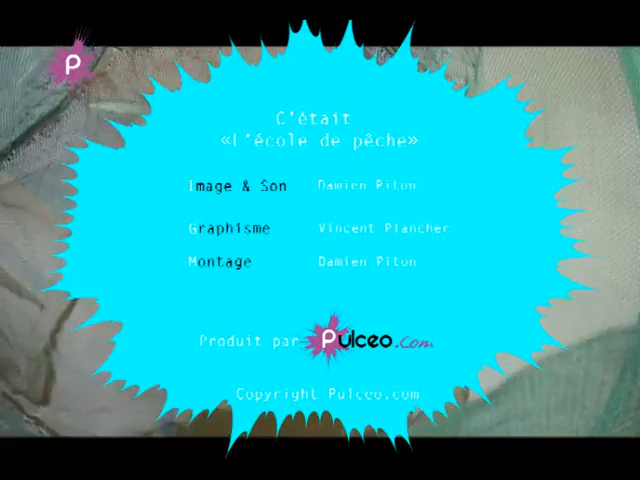 P
C'était
«L'école de pêche»
Image & Son Damien Piton
Graphisme Vincent Plancher
Montage Damien Piton
Produit par Pulceo.com
Copyright Pulceo.com